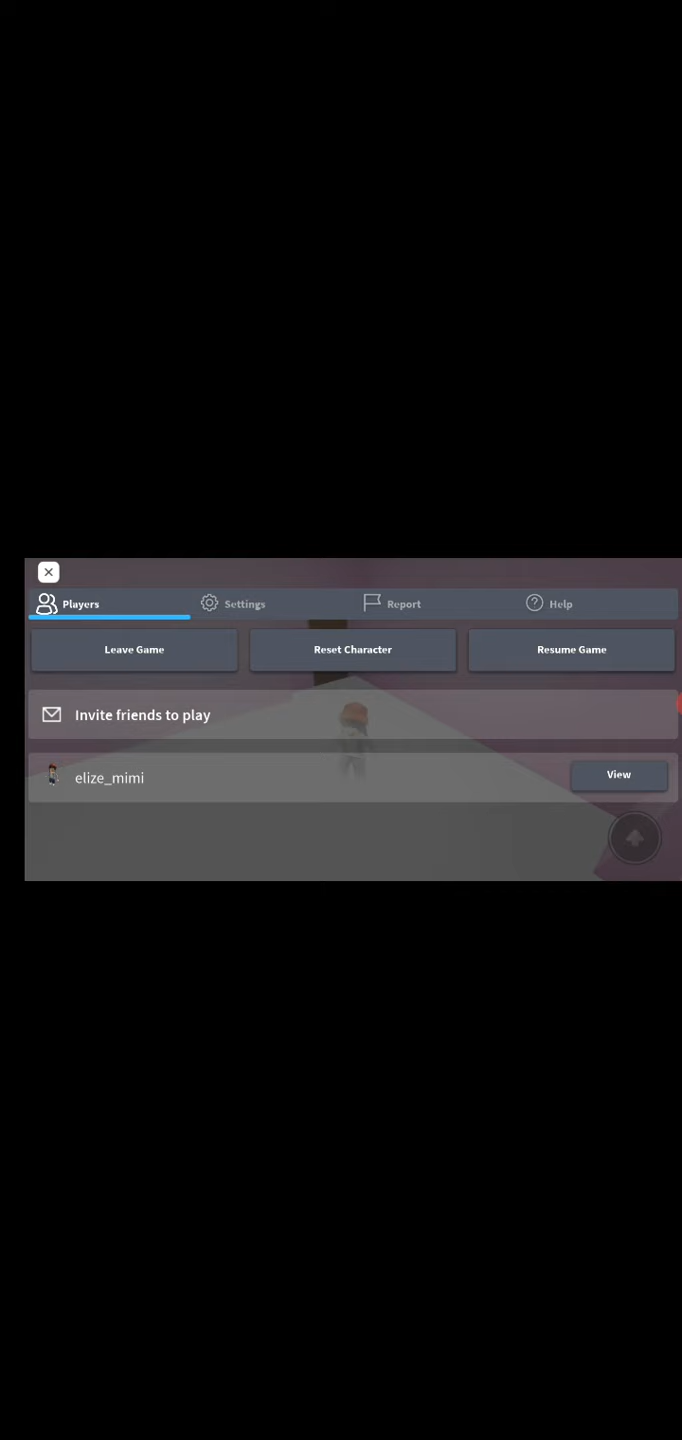 Players
Settings
Report
Help
Leave Game
Reset Character
Resume Game
Invite friends to play
elize_mimi
View